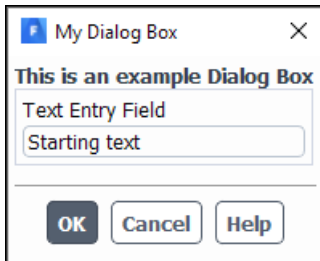 F My Dialog Box
This is an example Dialog Box
Text Entry Field
Starting text
OK Cancel Help